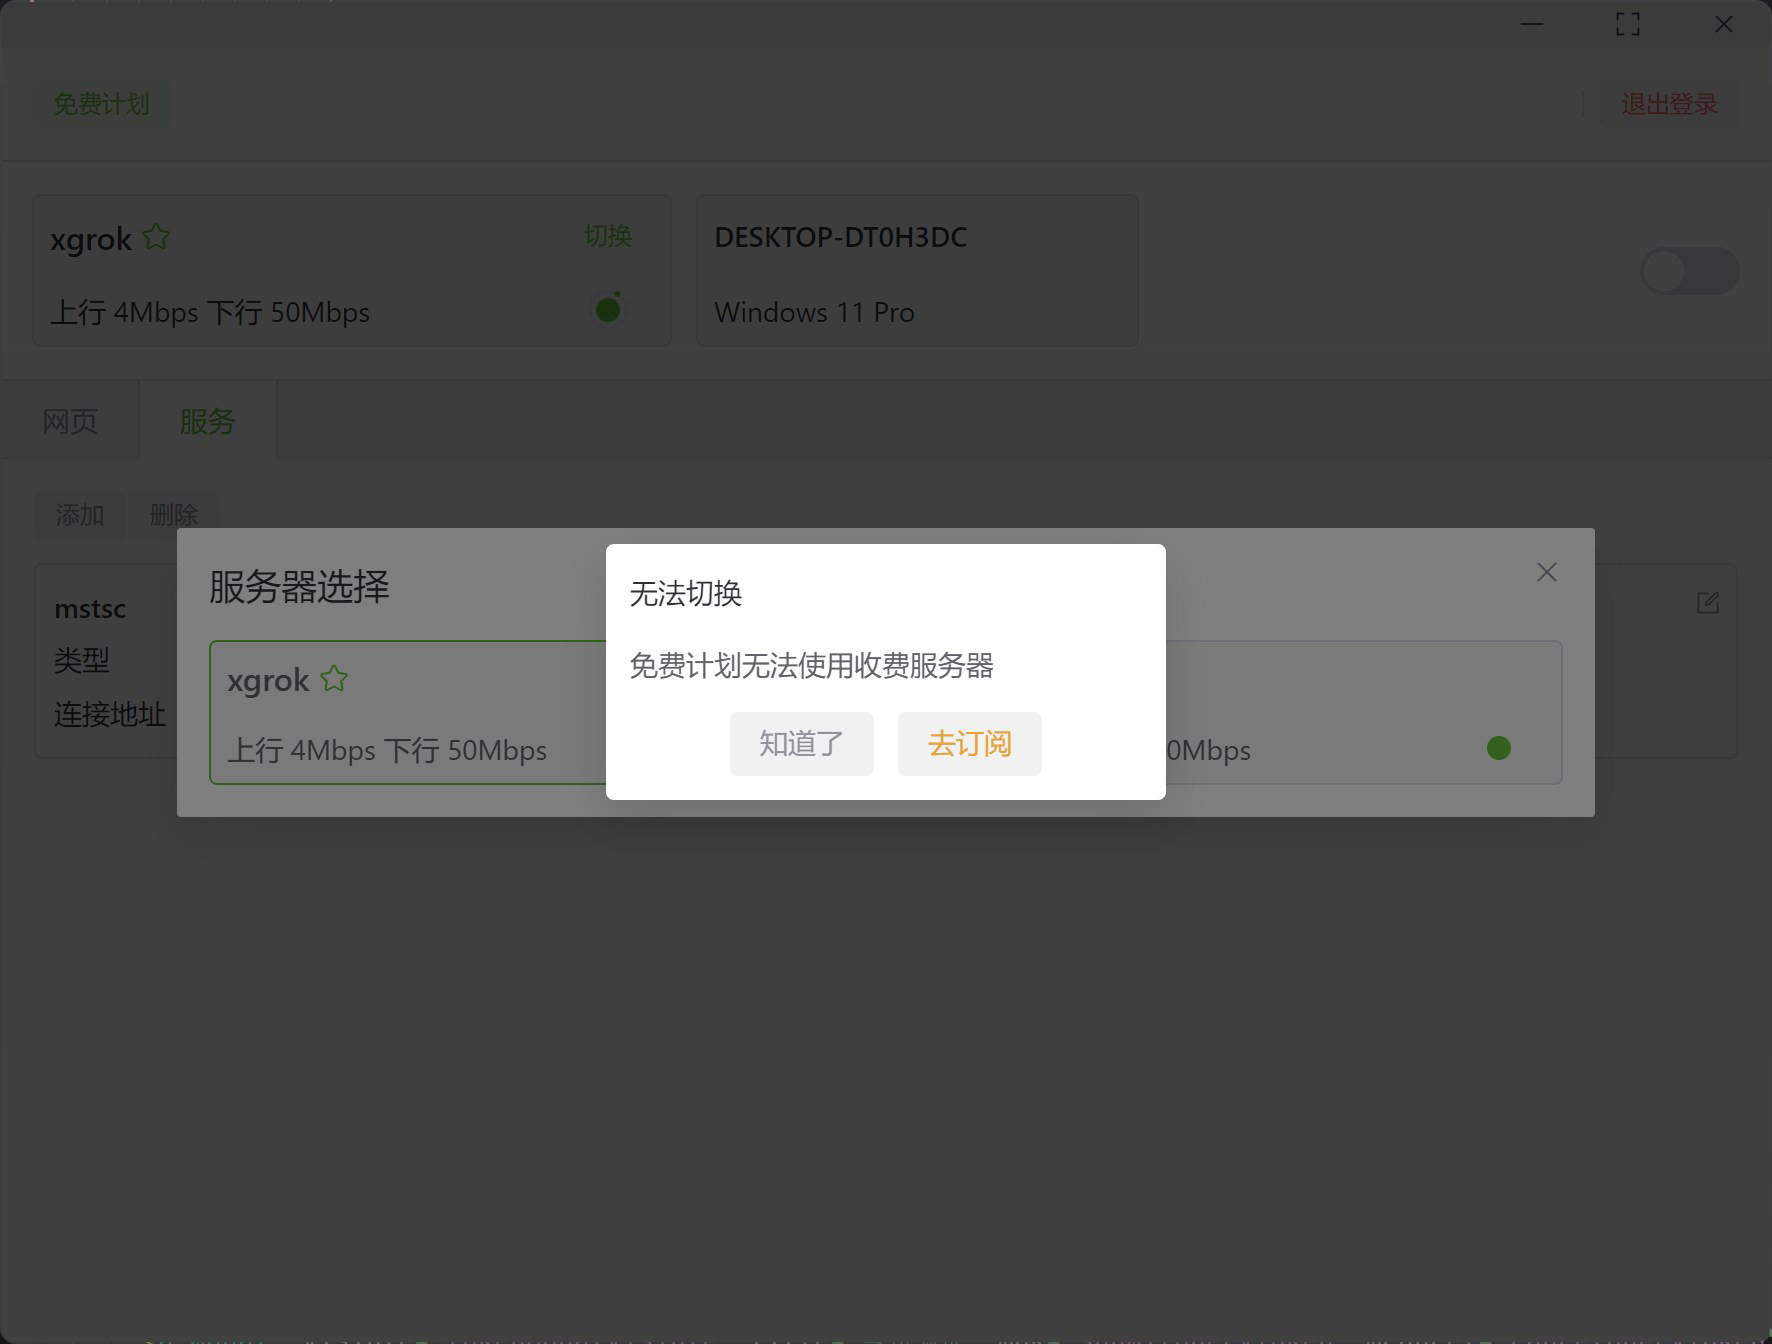 免费计划
退出登录
xgrok
切换
上行 4Mbps 下行 50Mbps
DESKTOP-DT0H3DC
Windows 11 Pro
网页
服务
添加
删除
mstsc
类型
连接地址
服务器选择
xgrok
上行 4Mbps 下行 50Mbps
0Mbps
无法切换
免费计划无法使用收费服务器
知道了
去订阅